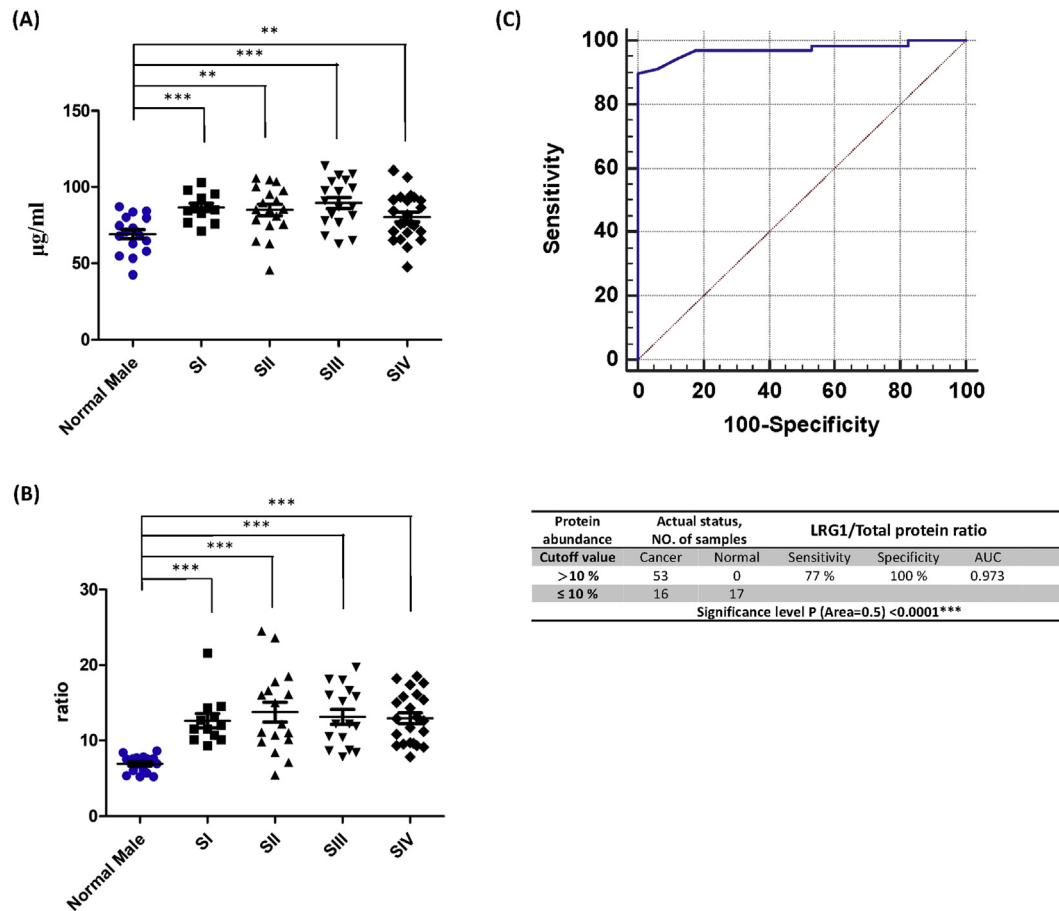 (A)
**
***
**
***
150
100
50
0
µg/ml
Normal Male
SI
SII
SIII
SIV
(B)
***
***
***
***
30
20
10
0
ratio
Normal Male
SI
SII
SIII
SIV
(C)
100
80
60
40
20
0
Sensitivity
0 20 40 60 80 100
100-Specificity
Protein abundance Actual status, NO. of samples LRG1/Total protein ratio
Cutoff value Cancer Normal Sensitivity Specificity AUC
>10 % 53 0 77 % 100 % 0.973
≤ 10 % 16 17
Significance level P (Area=0.5) <0.0001***